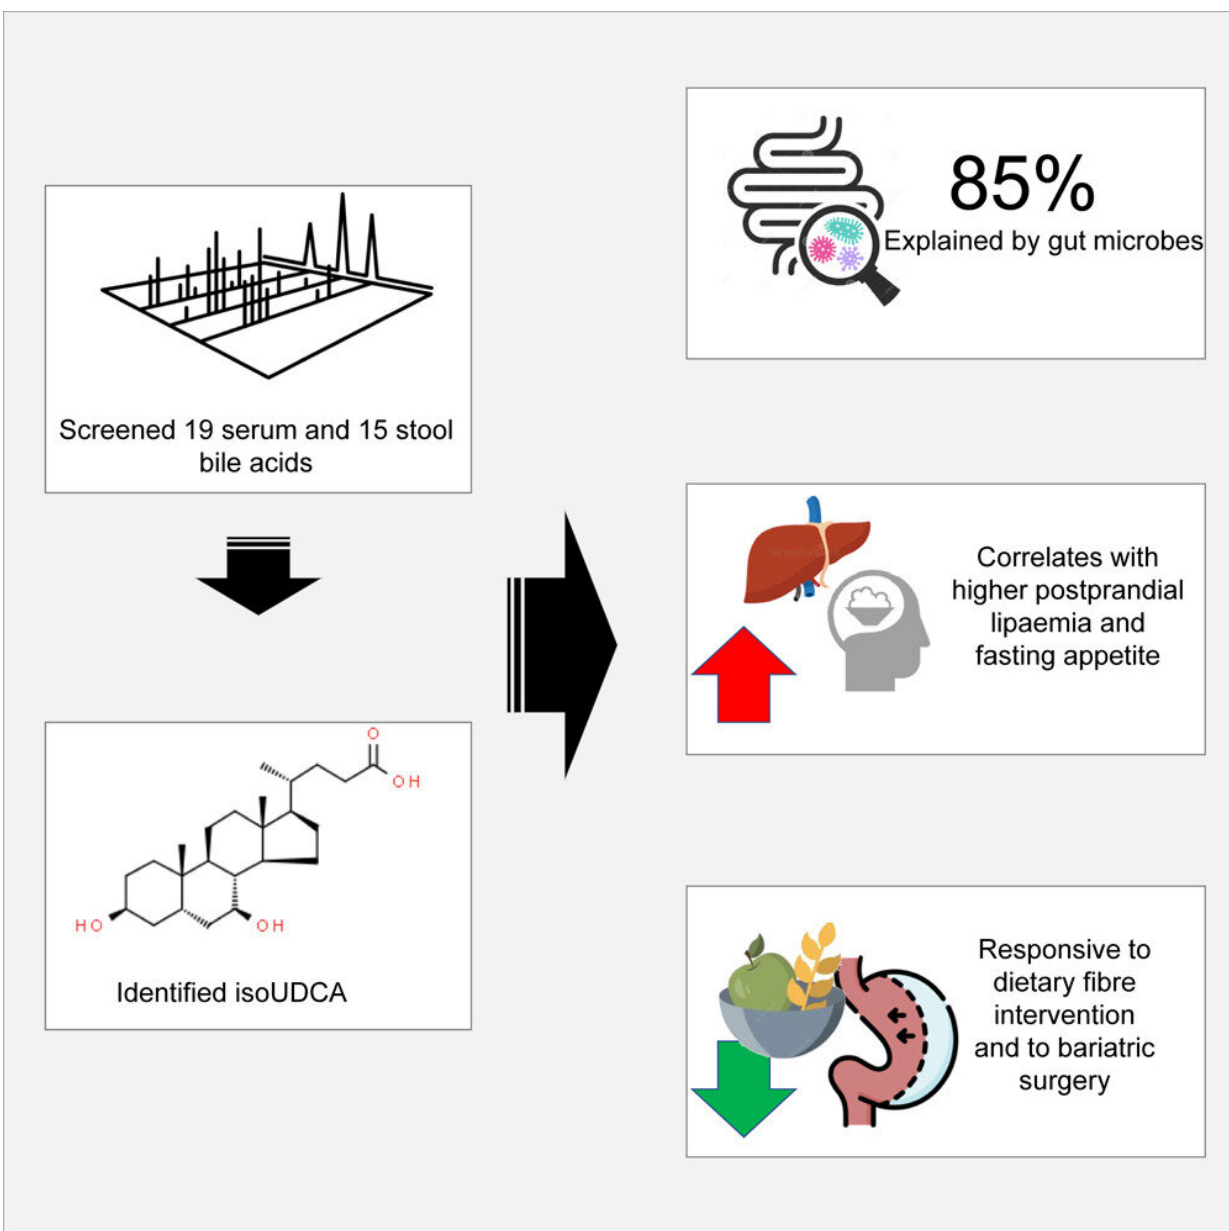 Screened 19 serum and 15 stool
bile acids
O
OH
HO
OH
Identified isoUDCA
85%
Explained by gut microbes
Correlates with
higher postprandial
lipaemia and
fasting appetite
Responsive to
dietary fibre
intervention
and to bariatric
surgery